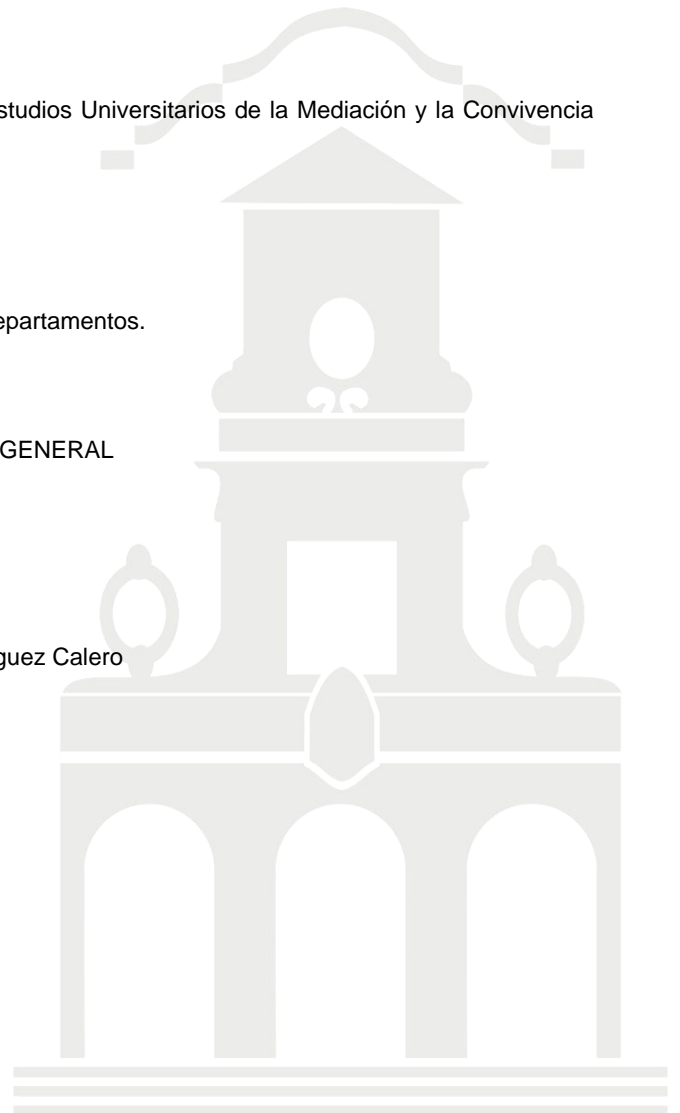 studios Universitarios de la Mediación y la Convivencia
epartamentos.
GENERAL
guez Calero